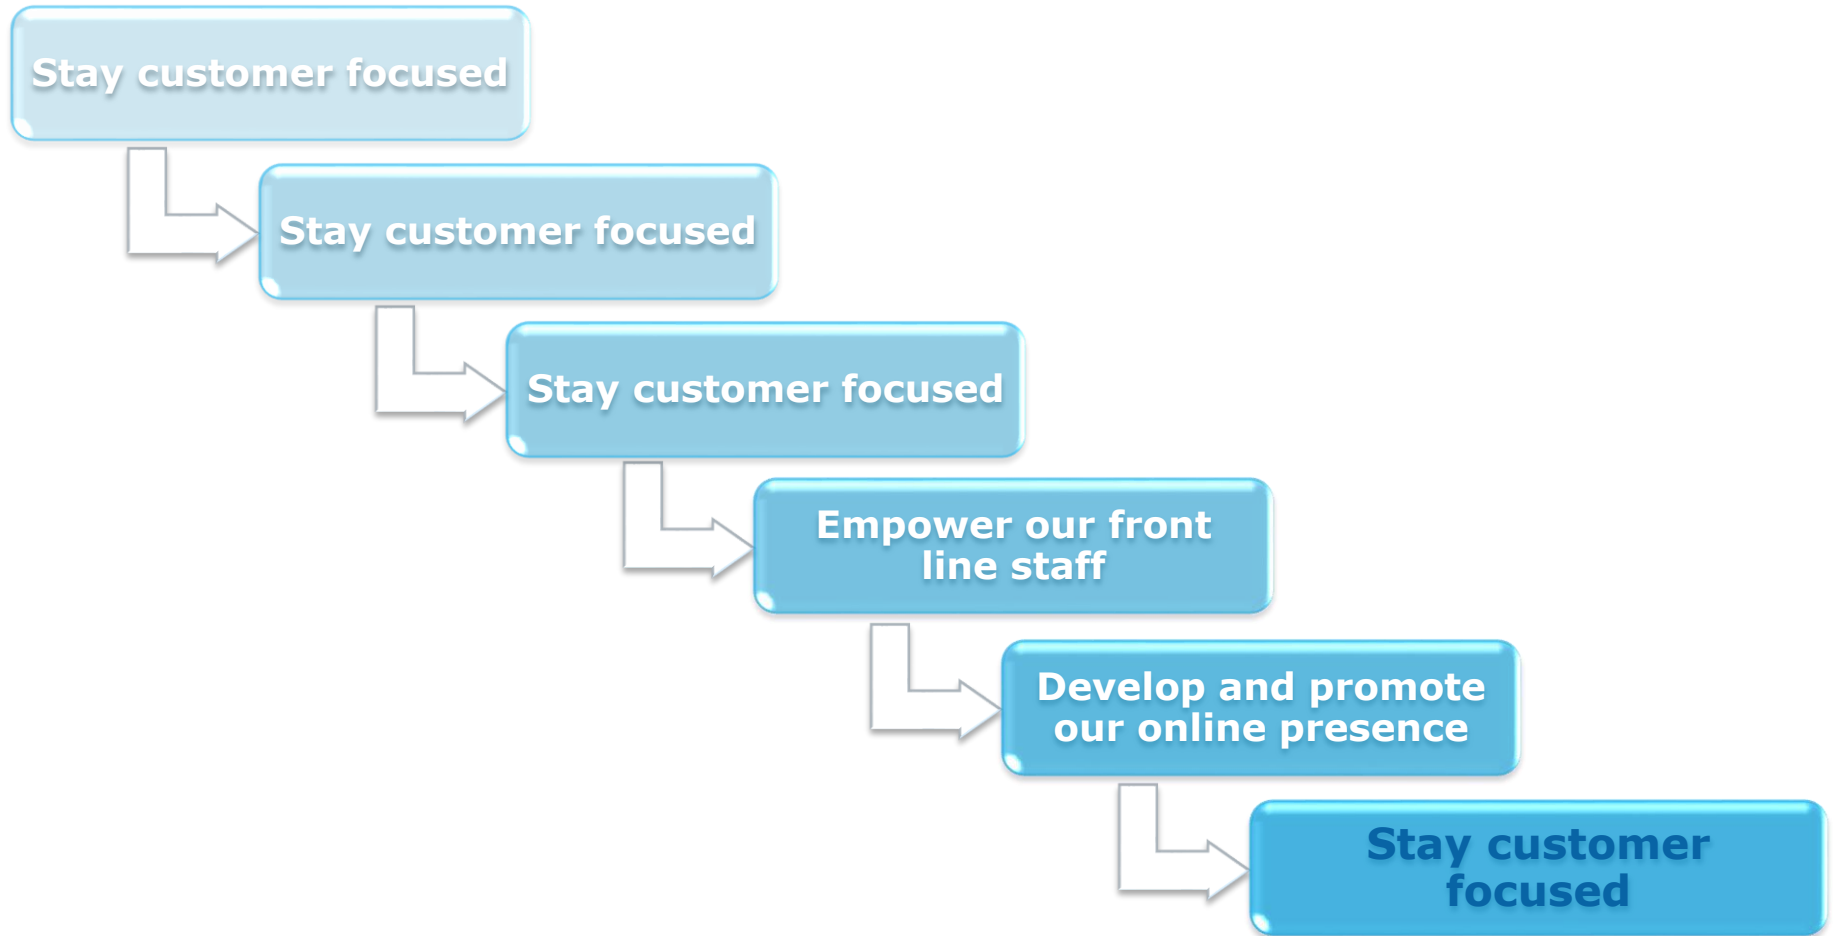 Stay customer focused
Stay customer focused
Stay customer focused
Empower our front
line staff
Develop and promote
our online presence
Stay customer
focused